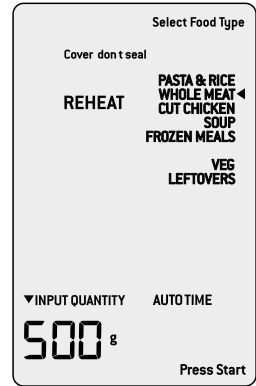 Select Food Type
Cover don t seal
PASTA & RICE
REHEAT
WHOLE MEAT◄
CUT CHICKEN
SOUP
FROZEN MEALS
VEG
LEFTOVERS
▼INPUT QUANTITY AUTO TIME
500 g
Press Start